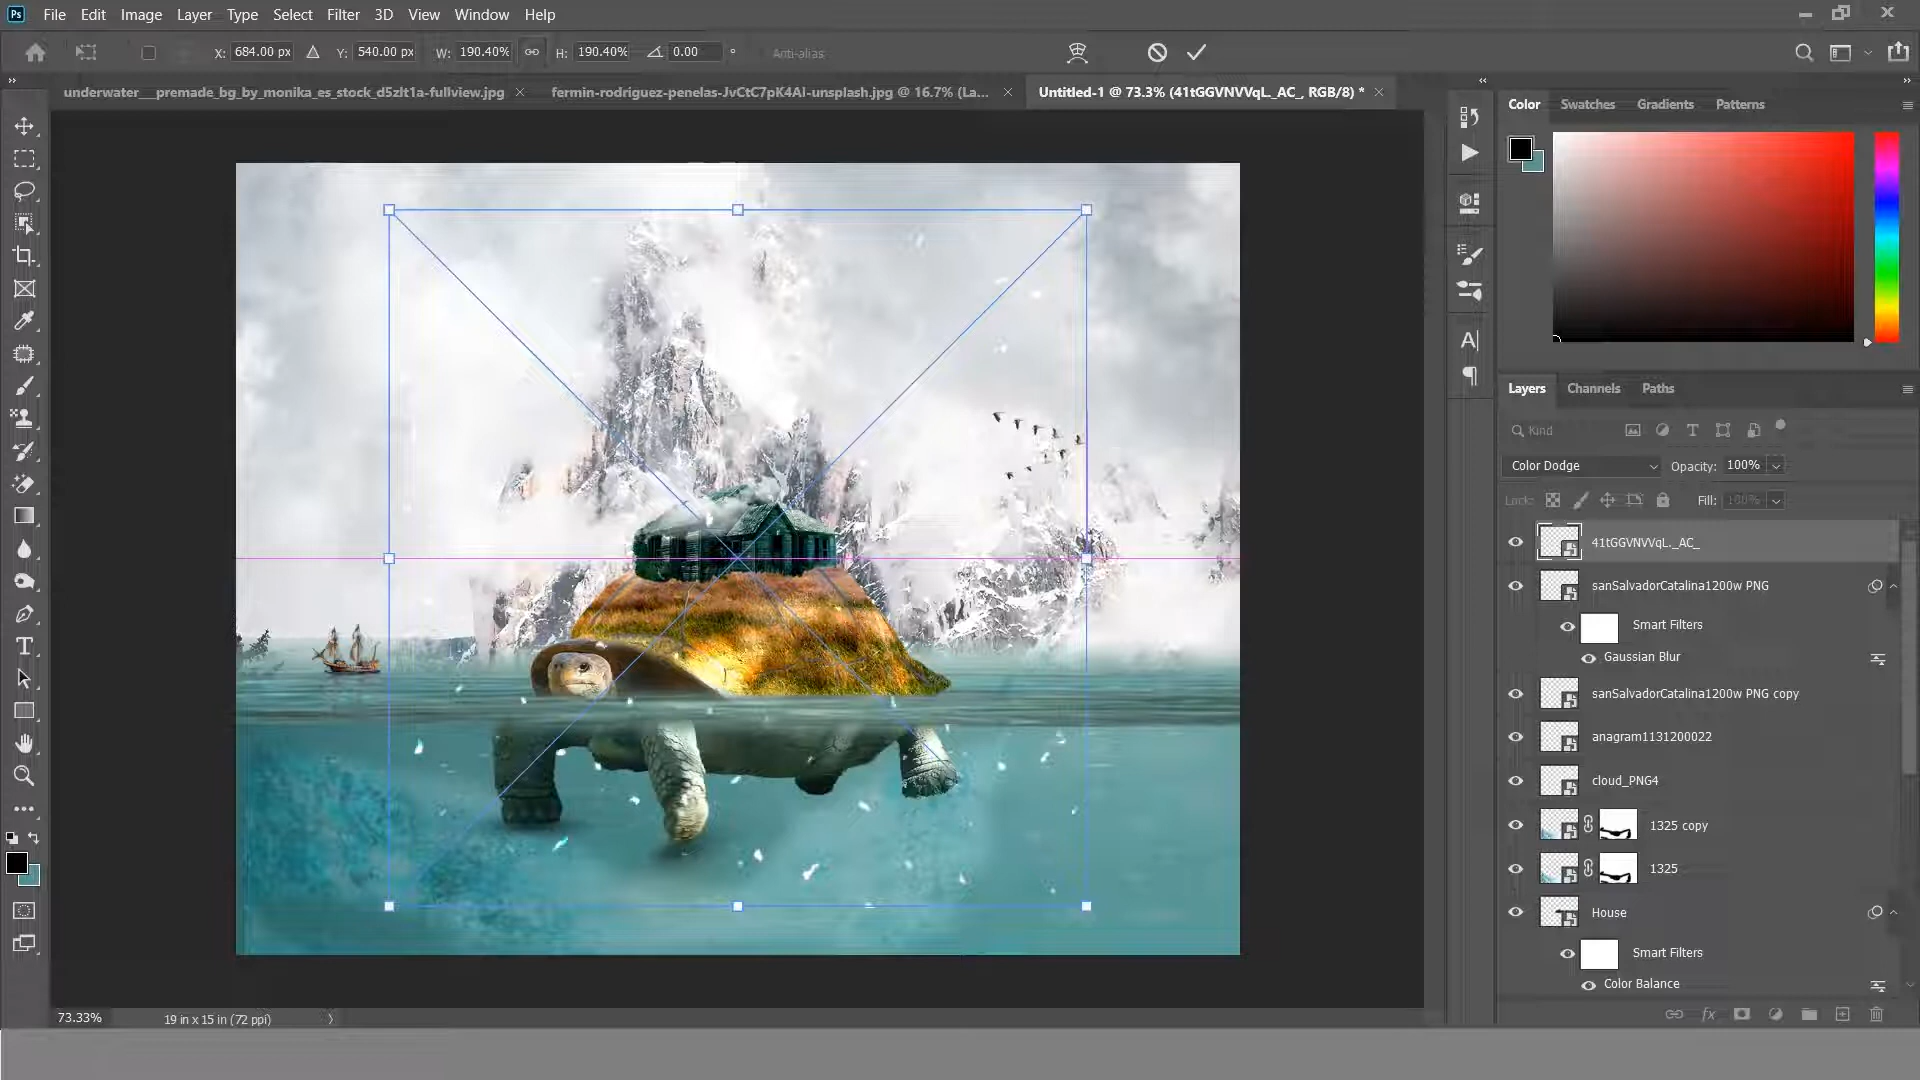 Ps File Edit Image Layer Type Select Filter 3D View Window Help
X: 684.00 px Y: 540.00 px W: 190.40% H: 190.40% 0.00 ° Anti-alias
underwater__premade_bg_by_monika_es_stock_d5zlt1a-fullview.jpg × fermin-rodriguez-penelas-JvCtC7pK4AI-unsplash.jpg @ 16.7% (La... × Untitled-1 @ 73.3% (41tGGVNVVqL._AC_, RGB/8) * ×
Color Swatches Gradients Patterns
Layers Channels Paths
Kind
Color Dodge Opacity: 100%
Lock: Fill: 100%
41tGGVNVVqL._AC_
sanSalvadorCatalina1200w PNG
Smart Filters
Gaussian Blur
sanSalvadorCatalina1200w PNG copy
anagram1131200022
cloud_PNG4
1325 copy
1325
House
Smart Filters
Color Balance
fx
73.33% 19 in x 15 in (72 ppi)